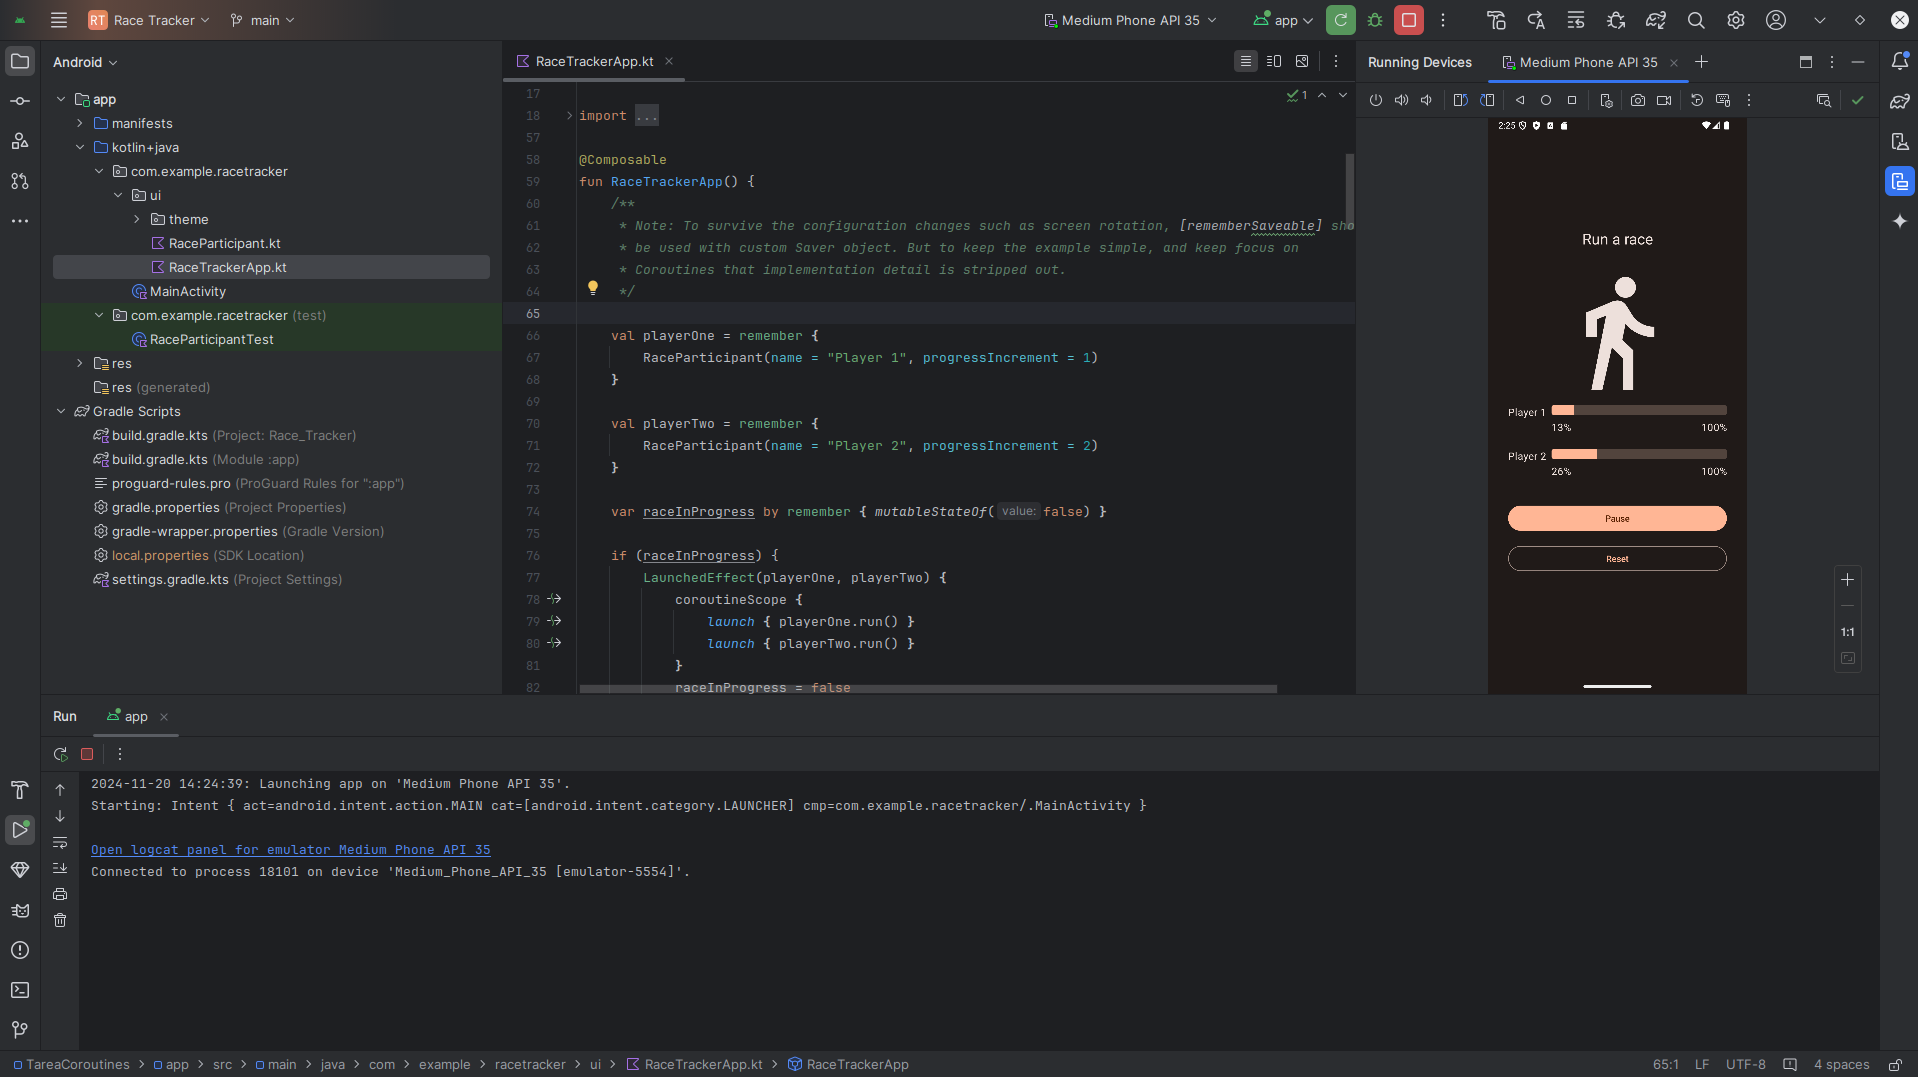 RT Race Tracker
main
Medium Phone API 35
app
Android
app
manifests
kotlin+java
com.example.racetracker
ui
theme
RaceParticipant.kt
RaceTrackerApp.kt
MainActivity
com.example.racetracker (test)
RaceParticipantTest
res
res (generated)
Gradle Scripts
build.gradle.kts (Project: Race_Tracker)
build.gradle.kts (Module :app)
proguard-rules.pro (ProGuard Rules for ":app")
gradle.properties (Project Properties)
gradle-wrapper.properties (Gradle Version)
local.properties (SDK Location)
settings.gradle.kts (Project Settings)
RaceTrackerApp.kt
1
17
18 import ...
57
58 @Composable
59 fun RaceTrackerApp() {
60 /**
61 * Note: To survive the configuration changes such as screen rotation, [rememberSaveable] sho
62 * be used with custom Saver object. But to keep the example simple, and keep focus on
63 * Coroutines that implementation detail is stripped out.
64 */
65
66 val playerOne = remember {
67 RaceParticipant(name = "Player 1", progressIncrement = 1)
68 }
69
70 val playerTwo = remember {
71 RaceParticipant(name = "Player 2", progressIncrement = 2)
72 }
73
74 var raceInProgress by remember { mutableStateOf( value: false) }
75
76 if (raceInProgress) {
77 LaunchedEffect(playerOne, playerTwo) {
78 coroutineScope {
79 launch { playerOne.run() }
80 launch { playerTwo.run() }
81 }
82 raceInProgress = false
Running Devices
Medium Phone API 35
2:25
Run a race
Player 1
13% 100%
Player 2
26% 100%
Pause
Reset
1:1
Run
app
2024-11-20 14:24:39: Launching app on 'Medium Phone API 35'.
Starting: Intent { act=android.intent.action.MAIN cat=[android.intent.category.LAUNCHER] cmp=com.example.racetracker/.MainActivity }
Open logcat panel for emulator Medium Phone API 35
Connected to process 18101 on device 'Medium_Phone_API_35 [emulator-5554]'.
TareaCoroutines > app > src > main > java > com > example > racetracker > ui > RaceTrackerApp.kt > RaceTrackerApp
65:1 LF UTF-8 4 spaces